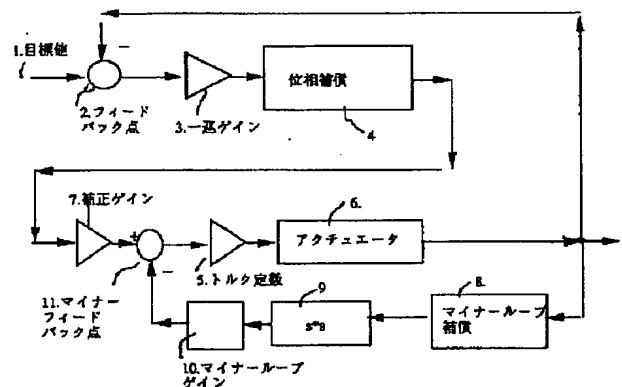 1.目標値
2.フィード
バック点
3.一巡ゲイン
位相補償
4
7.補正ゲイン
+
−
−
11.マイナー
フィード
バック点
5.トルク定数
6.
アクチュエータ
10.マイナーループ
ゲイン
9
s*s
8.
マイナーループ
補償